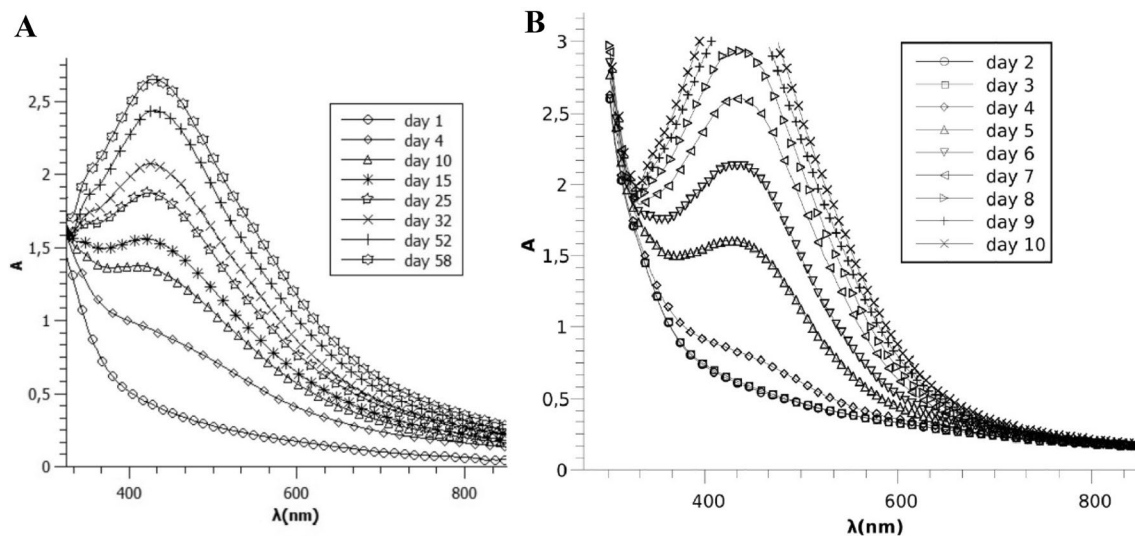 A
2,5
2
1,5
1
0,5
0
A
400
600
800
λ(nm)
day 1
day 4
day 10
day 15
day 25
day 32
day 52
day 58
B
3
2.5
2
1.5
1
0.5
0
A
400
600
800
λ(nm)
day 2
day 3
day 4
day 5
day 6
day 7
day 8
day 9
day 10